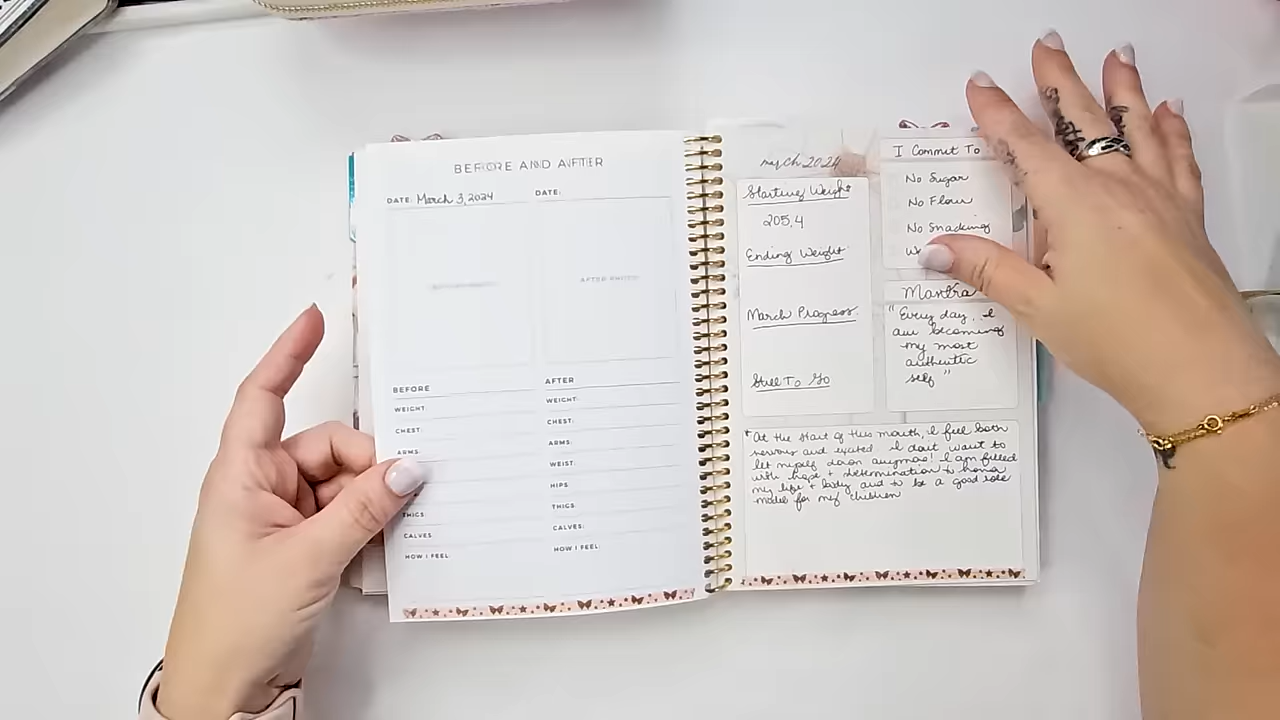 BEFORE AND AFTER
DATE: March 3, 2024
DATE:
AFTER PHOTO
BEFORE
WEIGHT:
CHEST:
ARMS:
THIGS:
CALVES:
HOW I FEEL:
AFTER
WEIGHT:
CHEST:
ARMS:
WEIST:
HIPS:
THIGS:
CALVES:
HOW I FEEL:
2024
Starting Weight
205,4
Ending Weight
March Progress
Still To Go
I Commit To
No Sugar
No Flour
No Snacking
Mantra
"Every day, I
am becoming
my most
authentic
self"
*At the start of this month, I feel both
nervous and excited. I don't want to
let myself down anymore! I am filled
with hope + determination to honor
my life + body and to be a good role
model for my children